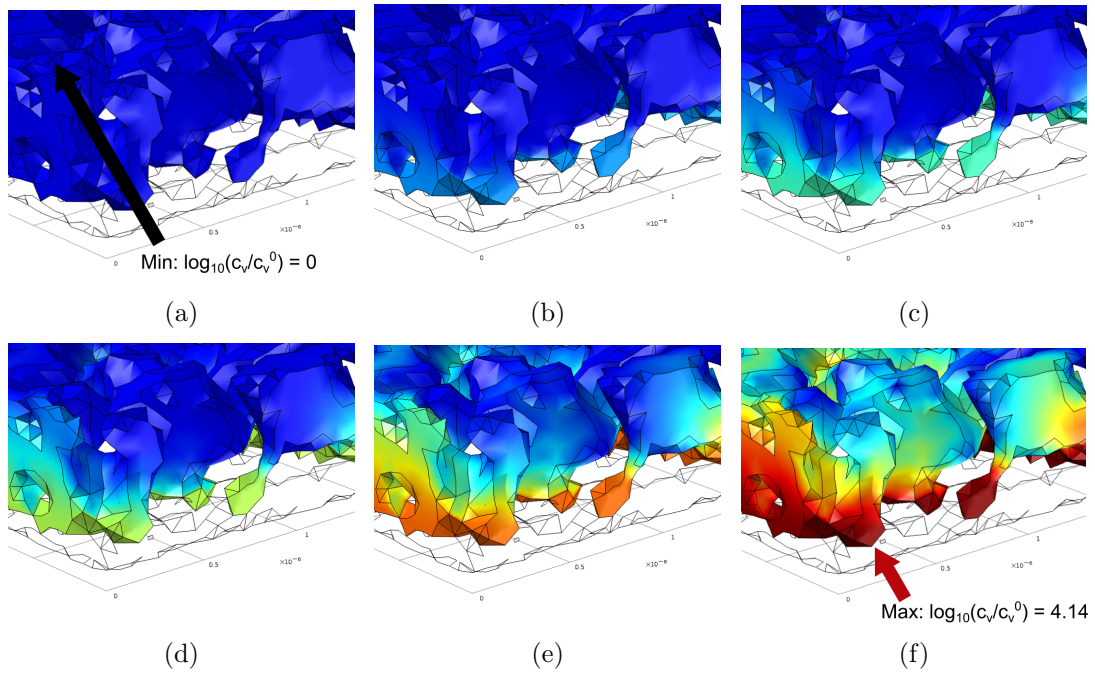 0 0.5 1 ×10⁻⁶
0 0.5 1 ×10⁻⁶
0 0.5 1 ×10⁻⁶
Min: log₁₀(cᵥ/cᵥ⁰) = 0
(a) (b) (c)
0 0.5 1 ×10⁻⁶
0 0.5 1 ×10⁻⁶
0 0.5 1 ×10⁻⁶
Max: log₁₀(cᵥ/cᵥ⁰) = 4.14
(d) (e) (f)